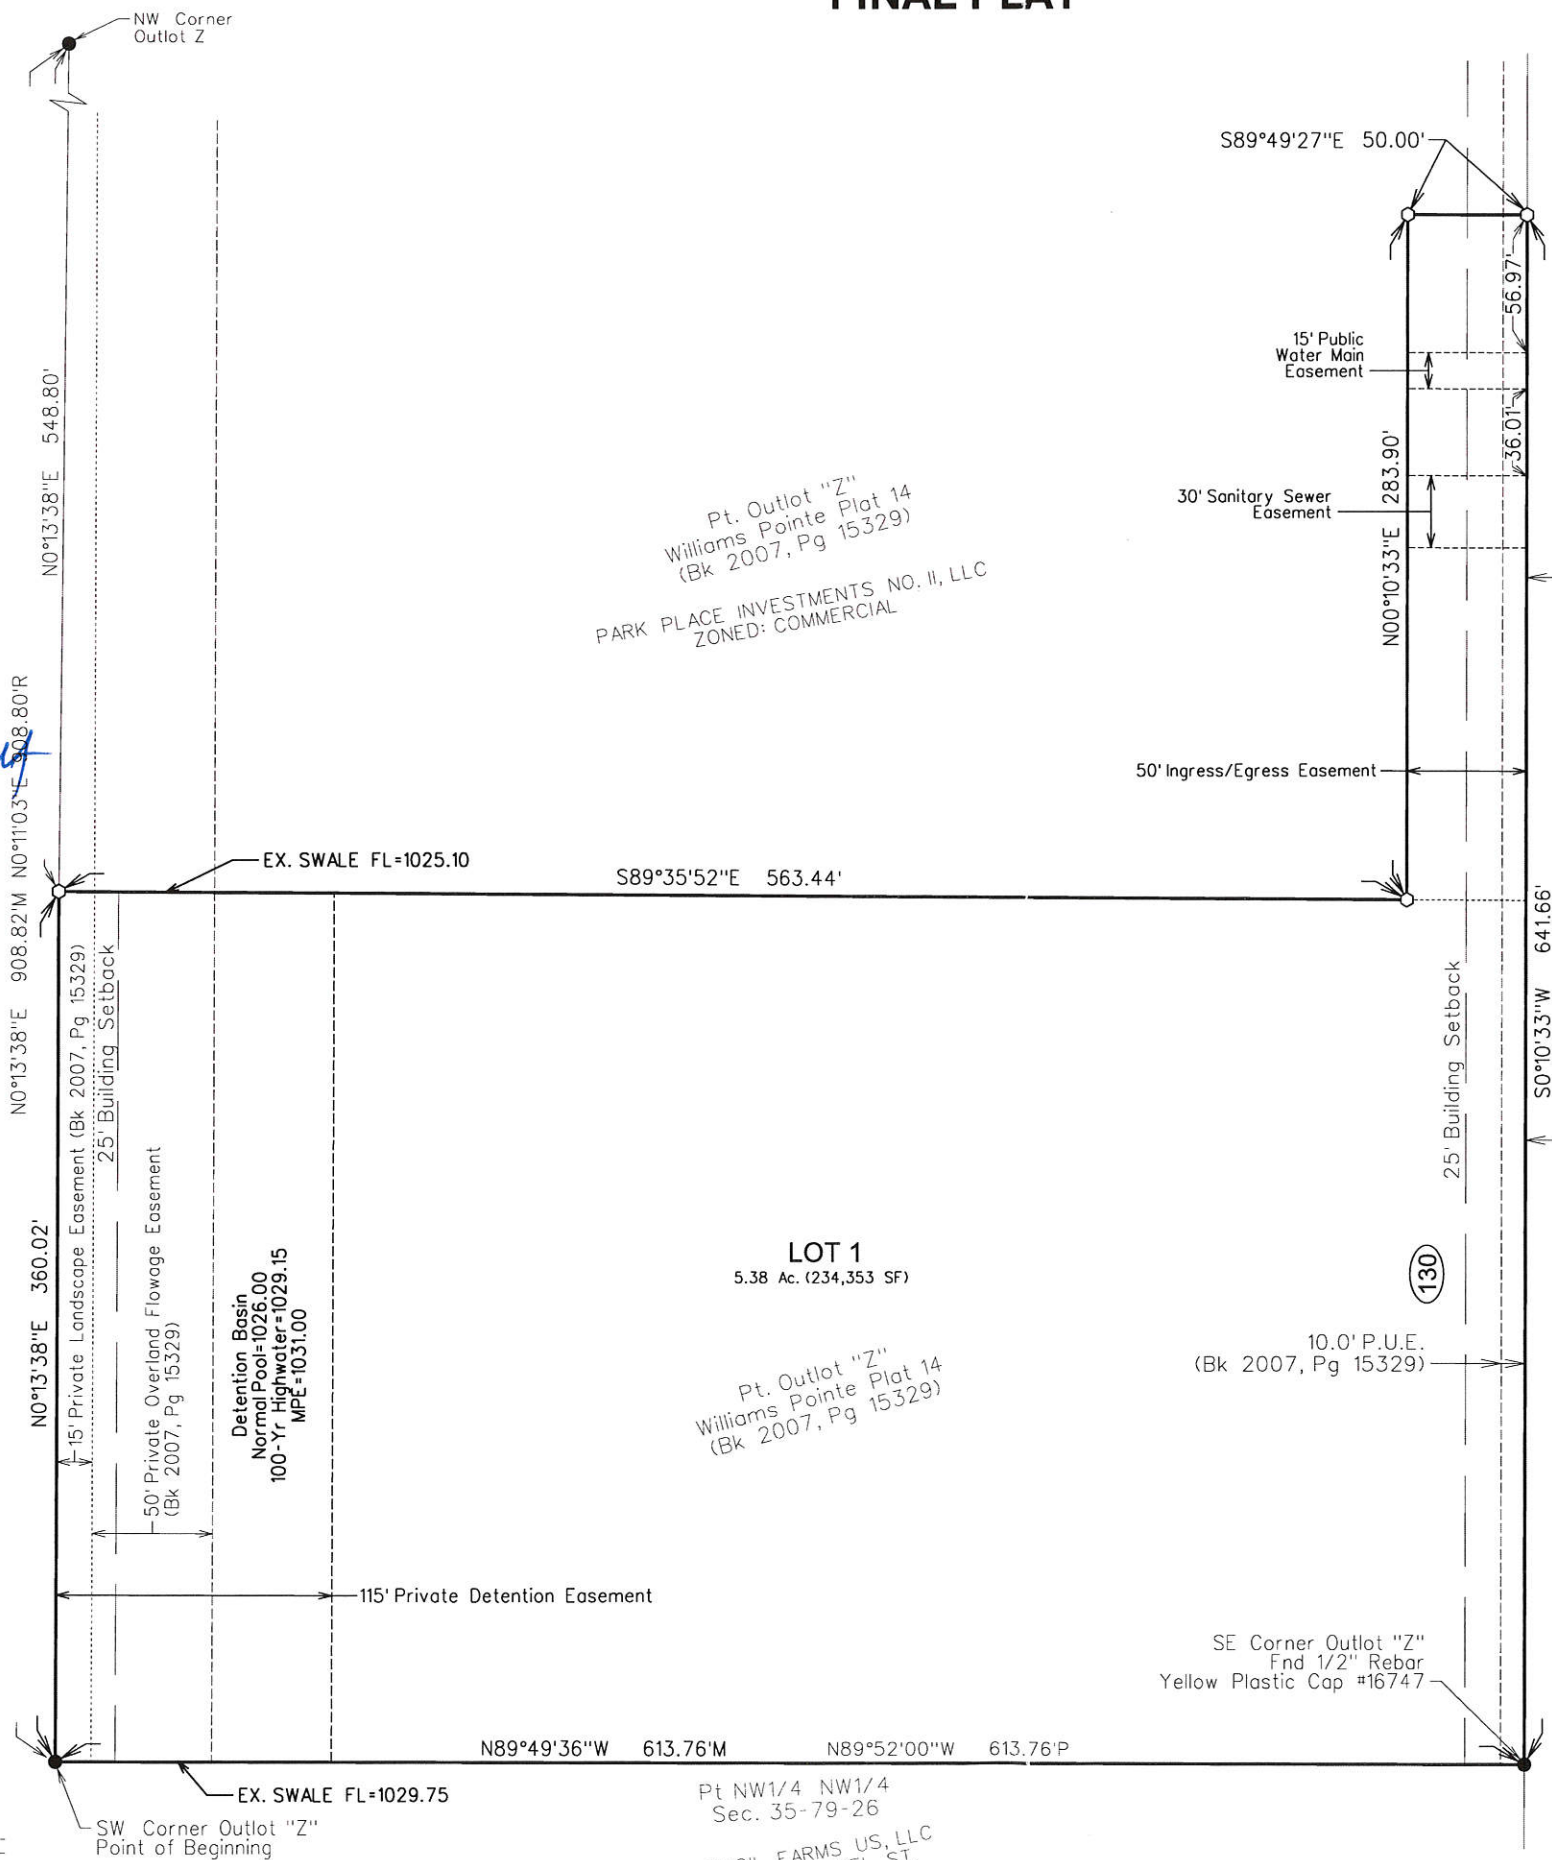 FINAL PLAT
NW Corner
Outlot Z
S89°49'27"E 50.00'
56.97'
15' Public
Water Main
Easement
36.01'
N0°13'38"E 548.80'
N00°10'33"E 283.90'
30' Sanitary Sewer
Easement
Pt. Outlot "Z"
Williams Pointe Plat 14
(Bk 2007, Pg 15329)
PARK PLACE INVESTMENTS NO. II, LLC
ZONED: COMMERCIAL
N0°13'38"E 908.82'M N0°11'03"E 908.80'R
50' Ingress/Egress Easement
EX. SWALE FL=1025.10
S89°35'52"E 563.44'
S0°10'33"W 641.66'
N0°13'38"E 360.02'
15' Private Landscape Easement (Bk 2007, Pg 15329)
25' Building Setback
50' Private Overland Flowage Easement
(Bk 2007, Pg 15329)
Detention Basin
Normal Pool=1026.00
100-Yr Highwater=1029.15
MPE=1031.00
25' Building Setback
LOT 1
5.38 Ac. (234,353 SF)
130
10.0' P.U.E.
(Bk 2007, Pg 15329)
Pt. Outlot "Z"
Williams Pointe Plat 14
(Bk 2007, Pg 15329)
115' Private Detention Easement
SE Corner Outlot "Z"
Fnd 1/2" Rebar
Yellow Plastic Cap #16747
N89°49'36"W 613.76'M N89°52'00"W 613.76'P
EX. SWALE FL=1029.75
Pt NW1/4 NW1/4
Sec. 35-79-26
SW Corner Outlot "Z"
Point of Beginning
FARMS US, LLC
ST.